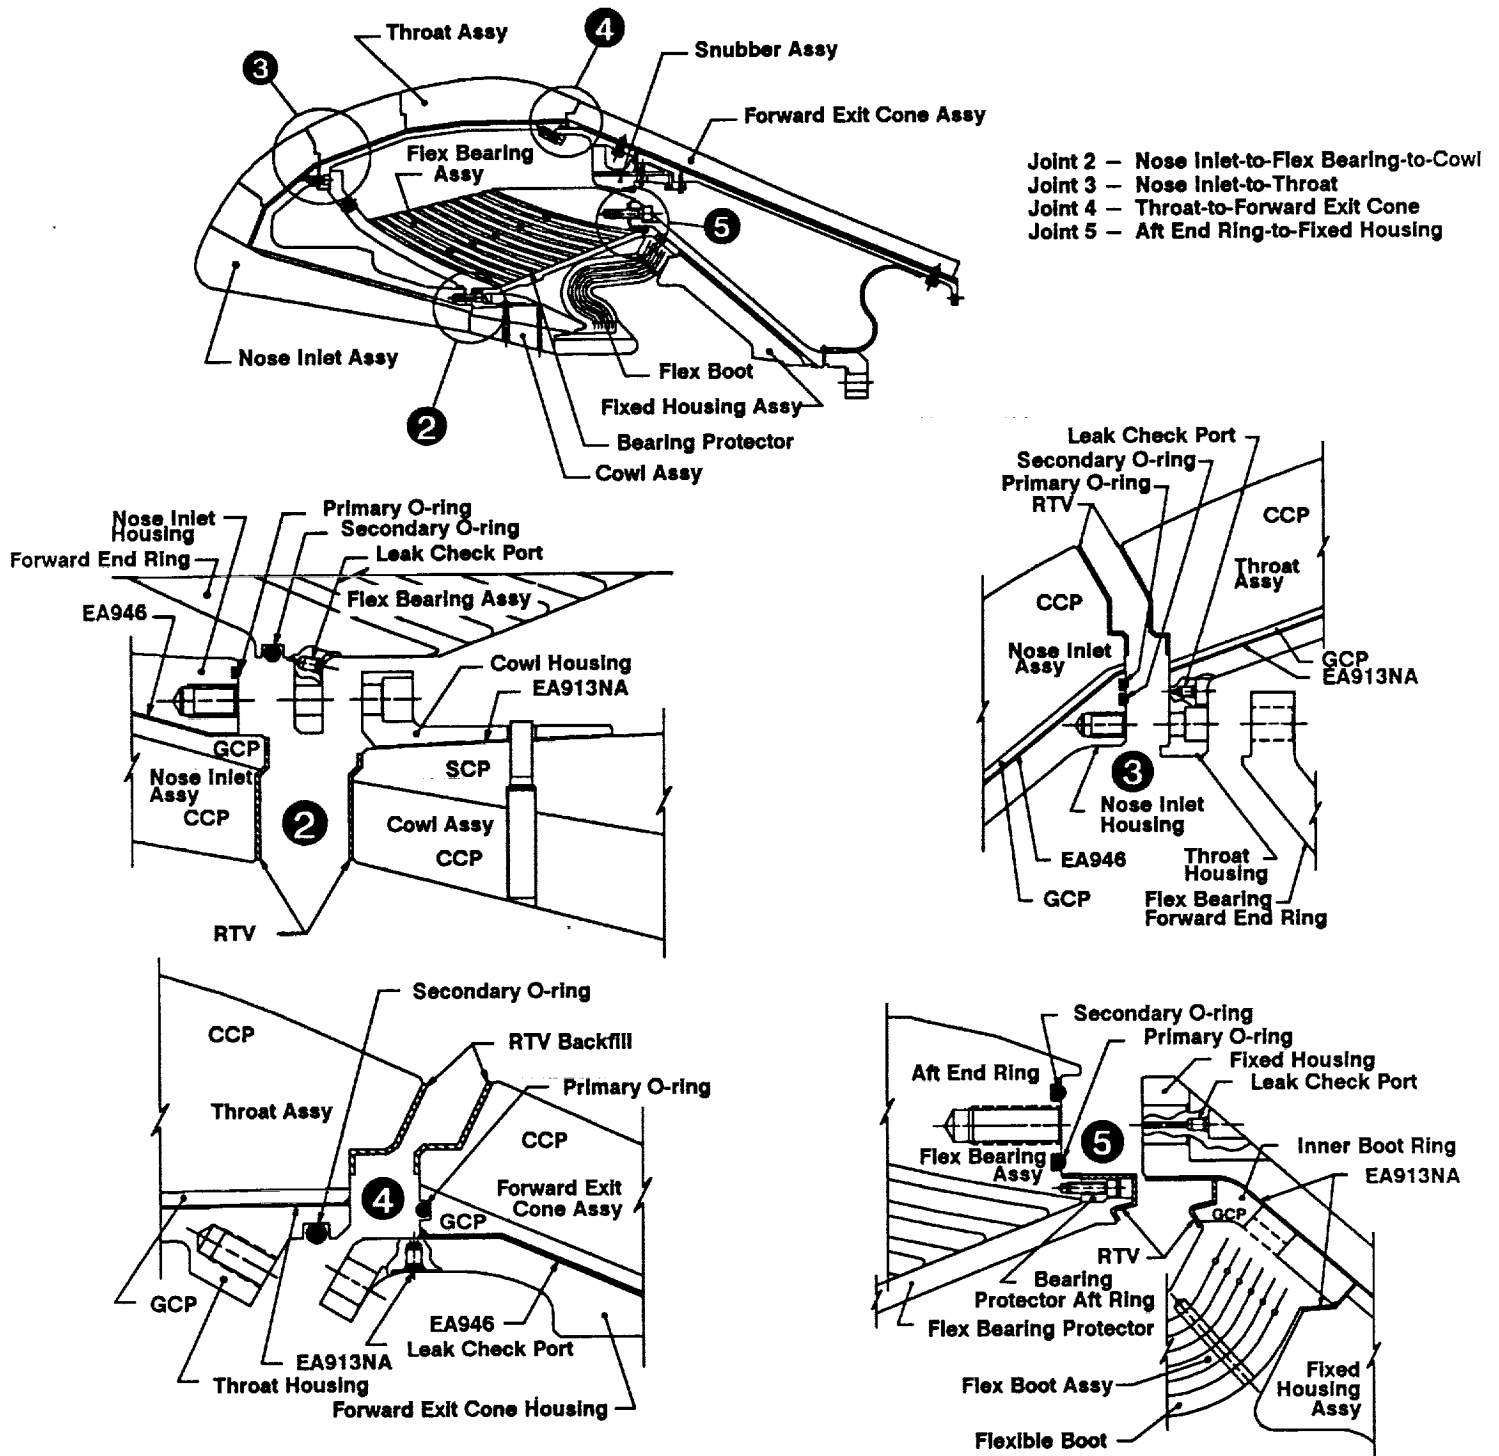 Throat Assy
4
Snubber Assy
3
Forward Exit Cone Assy
Flex Bearing
Assy
5
Joint 2 – Nose Inlet-to-Flex Bearing-to-Cowl
Joint 3 – Nose Inlet-to-Throat
Joint 4 – Throat-to-Forward Exit Cone
Joint 5 – Aft End Ring-to-Fixed Housing
Nose Inlet Assy
2
Flex Boot
Fixed Housing Assy
Bearing Protector
Cowl Assy
Primary O-ring
Nose Inlet
Housing
Secondary O-ring
Leak Check Port
Forward End Ring
Flex Bearing Assy
EA946
Cowl Housing
EA913NA
GCP
Nose Inlet
Assy
CCP
SCP
2
Cowl Assy
CCP
RTV
Leak Check Port
Secondary O-ring
Primary O-ring
RTV
CCP
Throat
Assy
CCP
Nose Inlet
Assy
GCP
EA913NA
3
Nose Inlet
Housing
EA946
Throat
Housing
GCP
Flex Bearing
Forward End Ring
Secondary O-ring
CCP
RTV Backfill
Primary O-ring
Throat Assy
CCP
4
Forward Exit
Cone Assy
GCP
GCP
EA946
Leak Check Port
EA913NA
Throat Housing
Forward Exit Cone Housing
Secondary O-ring
Primary O-ring
Fixed Housing
Aft End Ring
Leak Check Port
5
Inner Boot Ring
Flex Bearing
Assy
EA913NA
GCP
RTV
Bearing
Protector Aft Ring
Flex Bearing Protector
Flex Boot Assy
Fixed
Housing
Assy
Flexible Boot